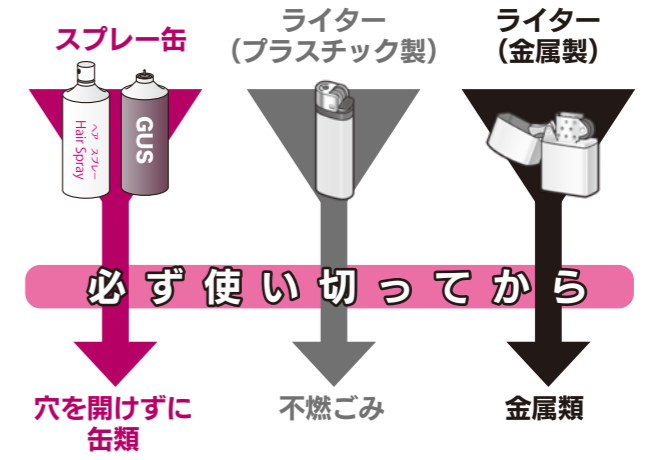 スプレー缶
ライター
（プラスチック製）
ライター
（金属製）
ヘア スプレー
Hair Spray
GUS
必ず使い切ってから
穴を開けずに
缶類
不燃ごみ
金属類